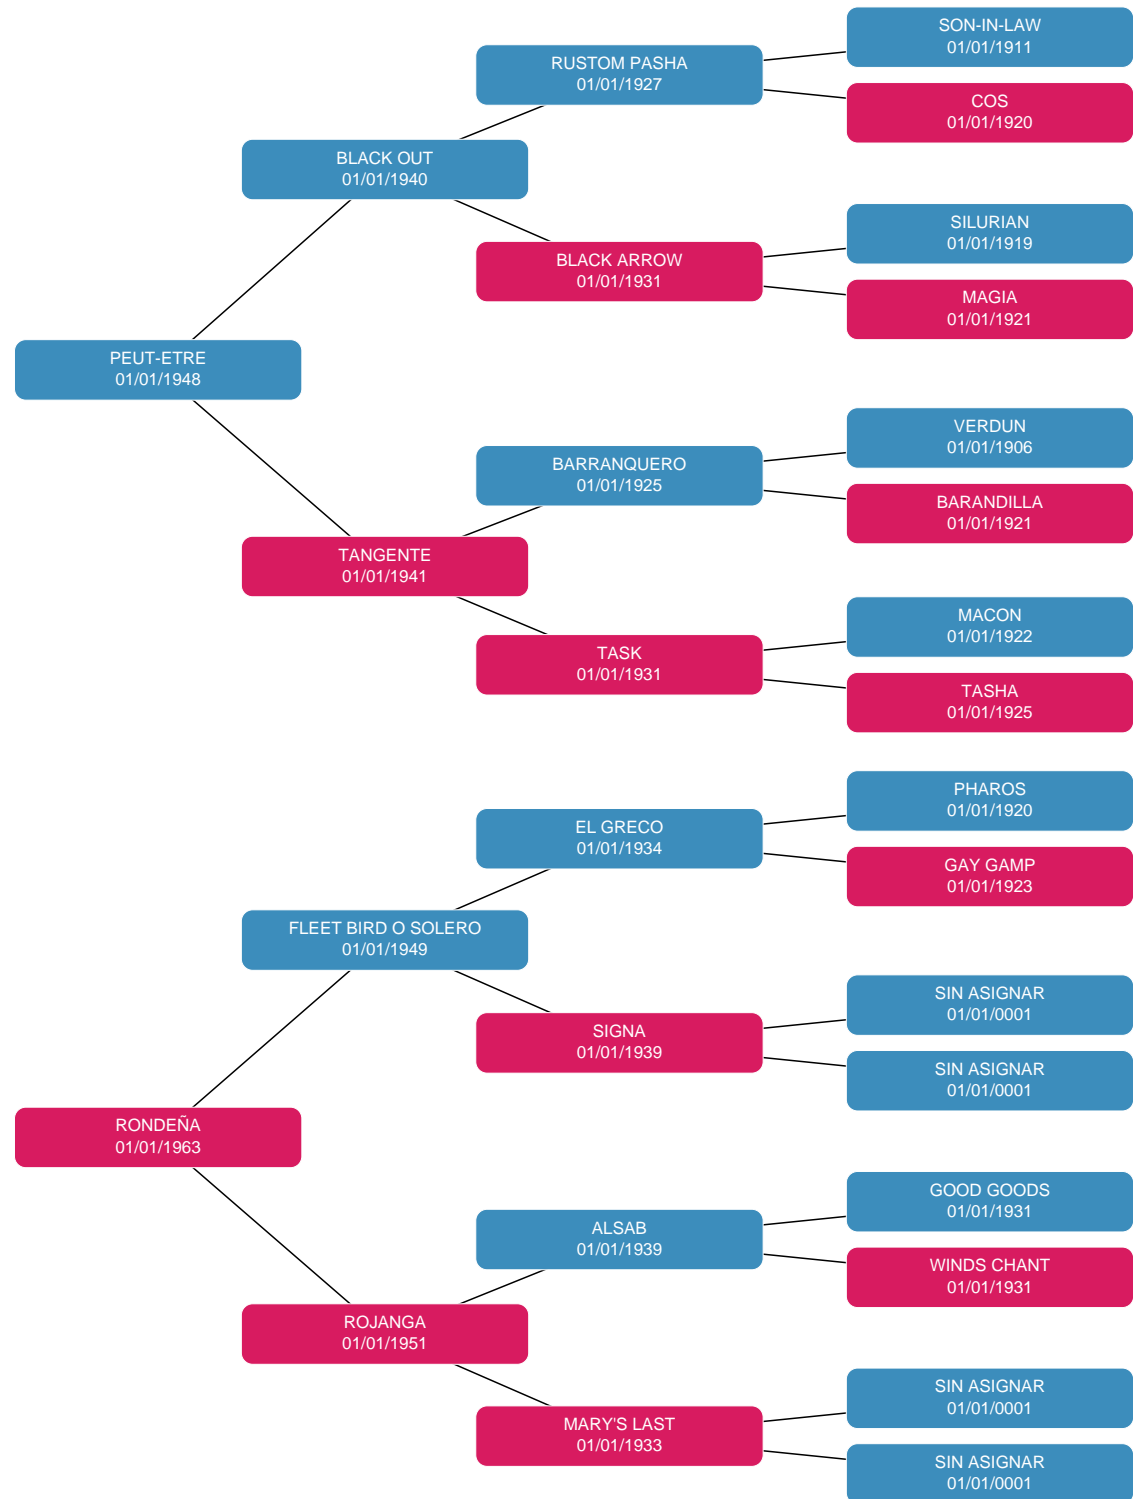 SON-IN-LAW
01/01/1911
RUSTOM PASHA
01/01/1927
COS
01/01/1920
BLACK OUT
01/01/1940
SILURIAN
01/01/1919
BLACK ARROW
01/01/1931
MAGIA
01/01/1921
PEUT-ETRE
01/01/1948
VERDUN
01/01/1906
BARRANQUERO
01/01/1925
BARANDILLA
01/01/1921
TANGENTE
01/01/1941
MACON
01/01/1922
TASK
01/01/1931
TASHA
01/01/1925
PHAROS
01/01/1920
EL GRECO
01/01/1934
GAY GAMP
01/01/1923
FLEET BIRD O SOLERO
01/01/1949
SIN ASIGNAR
01/01/0001
SIGNA
01/01/1939
SIN ASIGNAR
01/01/0001
RONDEÑA
01/01/1963
GOOD GOODS
01/01/1931
ALSAB
01/01/1939
WINDS CHANT
01/01/1931
ROJANGA
01/01/1951
SIN ASIGNAR
01/01/0001
MARY'S LAST
01/01/1933
SIN ASIGNAR
01/01/0001